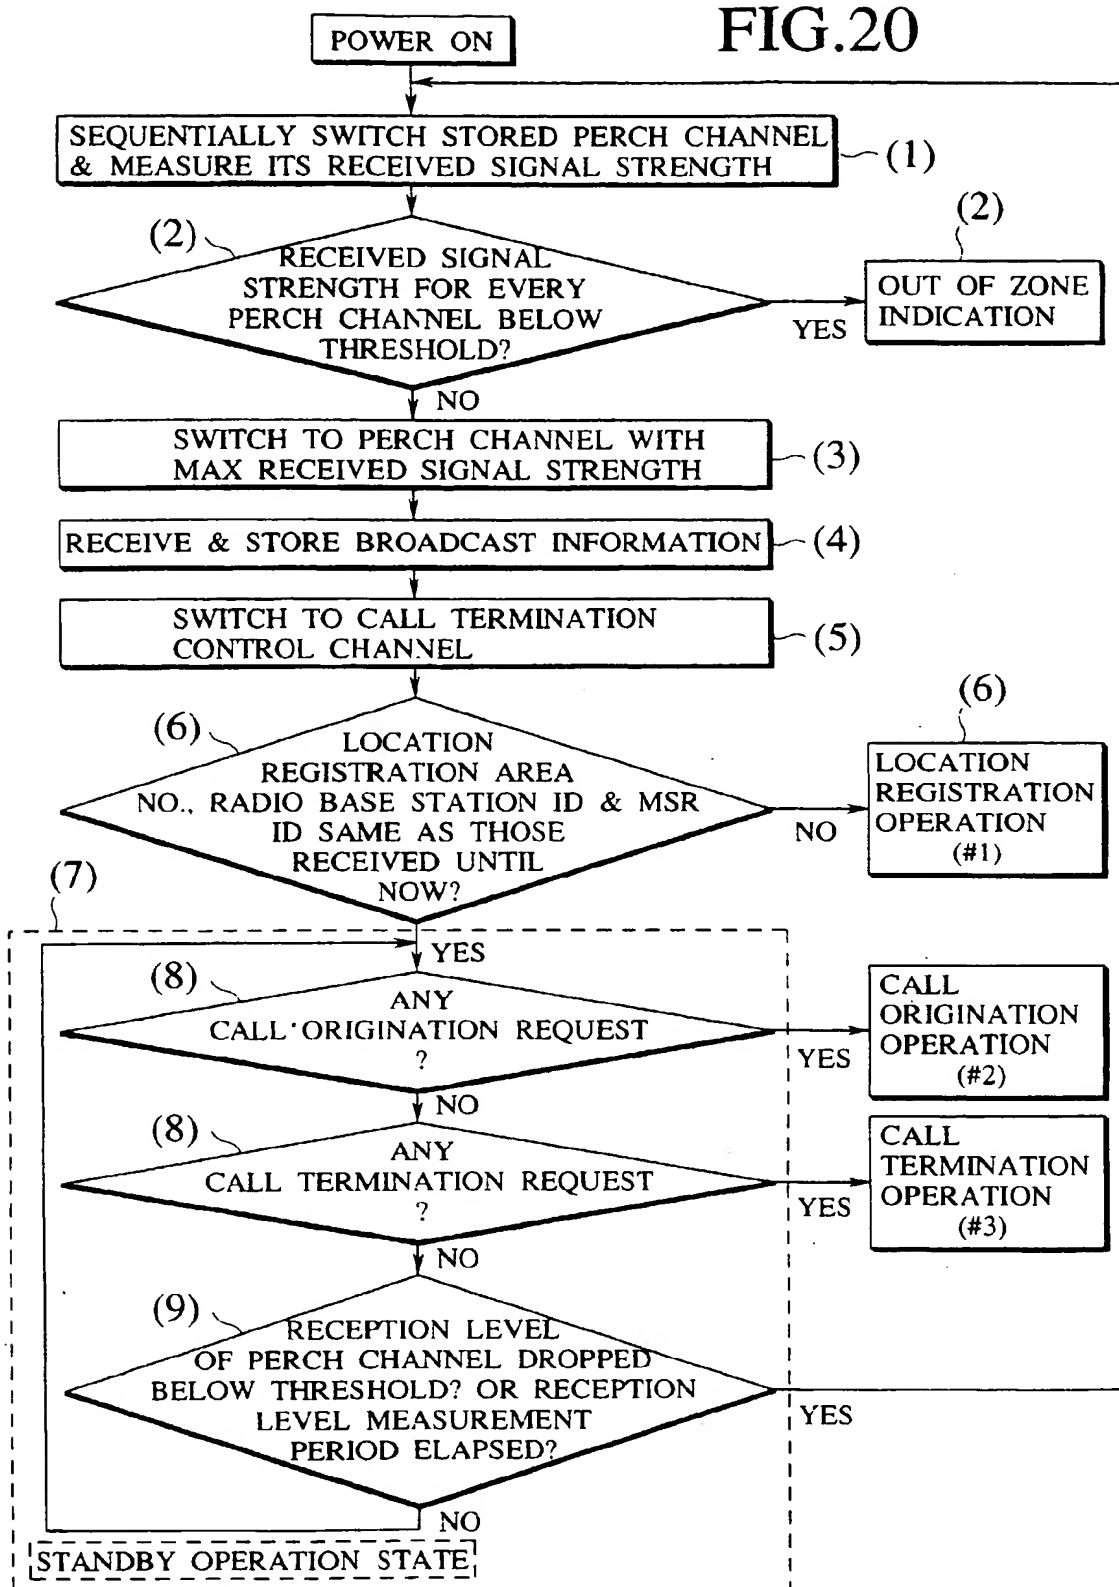 FIG.20
POWER ON
SEQUENTIALLY SWITCH STORED PERCH CHANNEL
& MEASURE ITS RECEIVED SIGNAL STRENGTH
(1)
(2)
RECEIVED SIGNAL
STRENGTH FOR EVERY
PERCH CHANNEL BELOW
THRESHOLD?
YES
(2)
OUT OF ZONE
INDICATION
NO
SWITCH TO PERCH CHANNEL WITH
MAX RECEIVED SIGNAL STRENGTH
(3)
RECEIVE & STORE BROADCAST INFORMATION
(4)
SWITCH TO CALL TERMINATION
CONTROL CHANNEL
(5)
(6)
LOCATION
REGISTRATION AREA
NO., RADIO BASE STATION ID & MSR
ID SAME AS THOSE
RECEIVED UNTIL
NOW?
NO
(6)
LOCATION
REGISTRATION
OPERATION
(#1)
(7)
YES
(8)
ANY
CALL ORIGINATION REQUEST
?
YES
CALL
ORIGINATION
OPERATION
(#2)
NO
(8)
ANY
CALL TERMINATION REQUEST
?
YES
CALL
TERMINATION
OPERATION
(#3)
NO
(9)
RECEPTION LEVEL
OF PERCH CHANNEL DROPPED
BELOW THRESHOLD? OR RECEPTION
LEVEL MEASUREMENT
PERIOD ELAPSED?
YES
NO
STANDBY OPERATION STATE